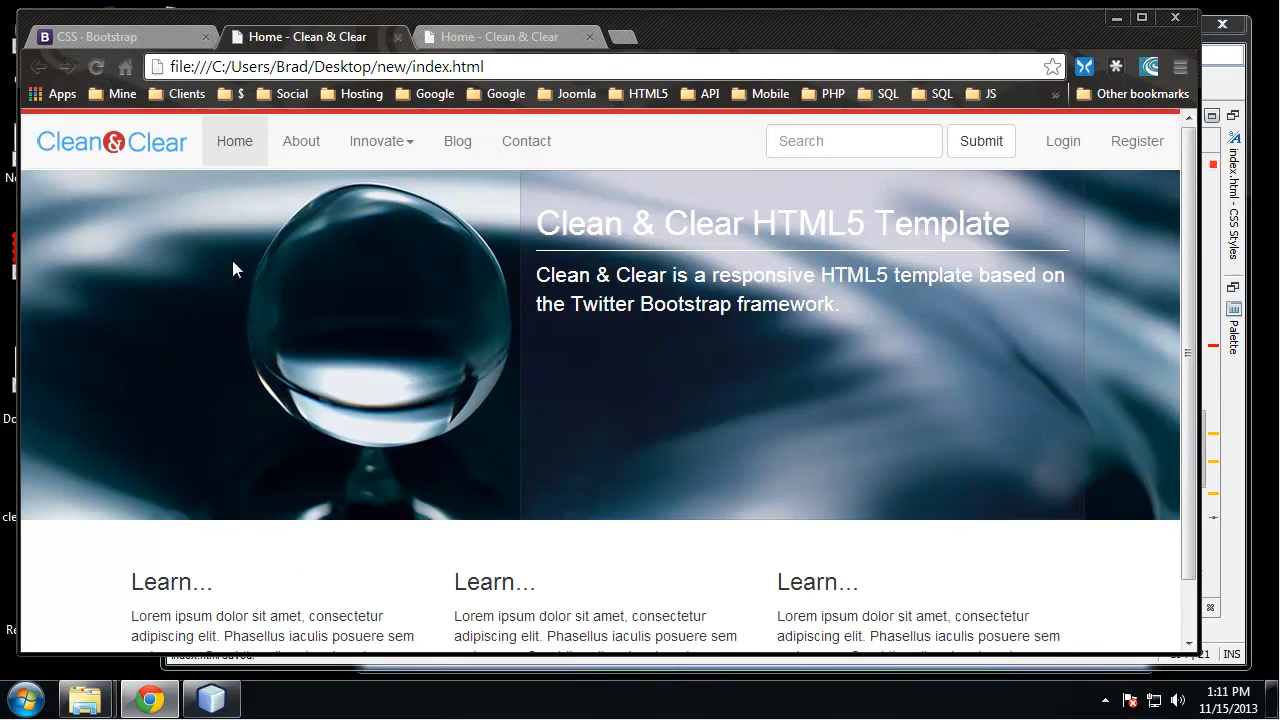 CSS · Bootstrap
Home - Clean & Clear
Home - Clean & Clear
file:///C:/Users/Brad/Desktop/new/index.html
Apps Mine Clients $ Social Hosting Google Google Joomla HTML5 API Mobile PHP SQL SQL JS » Other bookmarks
Clean&Clear Home About Innovate Blog Contact Search Submit Login Register
Clean & Clear HTML5 Template
Clean & Clear is a responsive HTML5 template based on
the Twitter Bootstrap framework.
Learn...
Lorem ipsum dolor sit amet, consectetur
adipiscing elit. Phasellus iaculis posuere sem
Learn...
Lorem ipsum dolor sit amet, consectetur
adipiscing elit. Phasellus iaculis posuere sem
Learn...
Lorem ipsum dolor sit amet, consectetur
adipiscing elit. Phasellus iaculis posuere sem
index.html - CSS Styles
Palette
INS
1:11 PM
11/15/2013